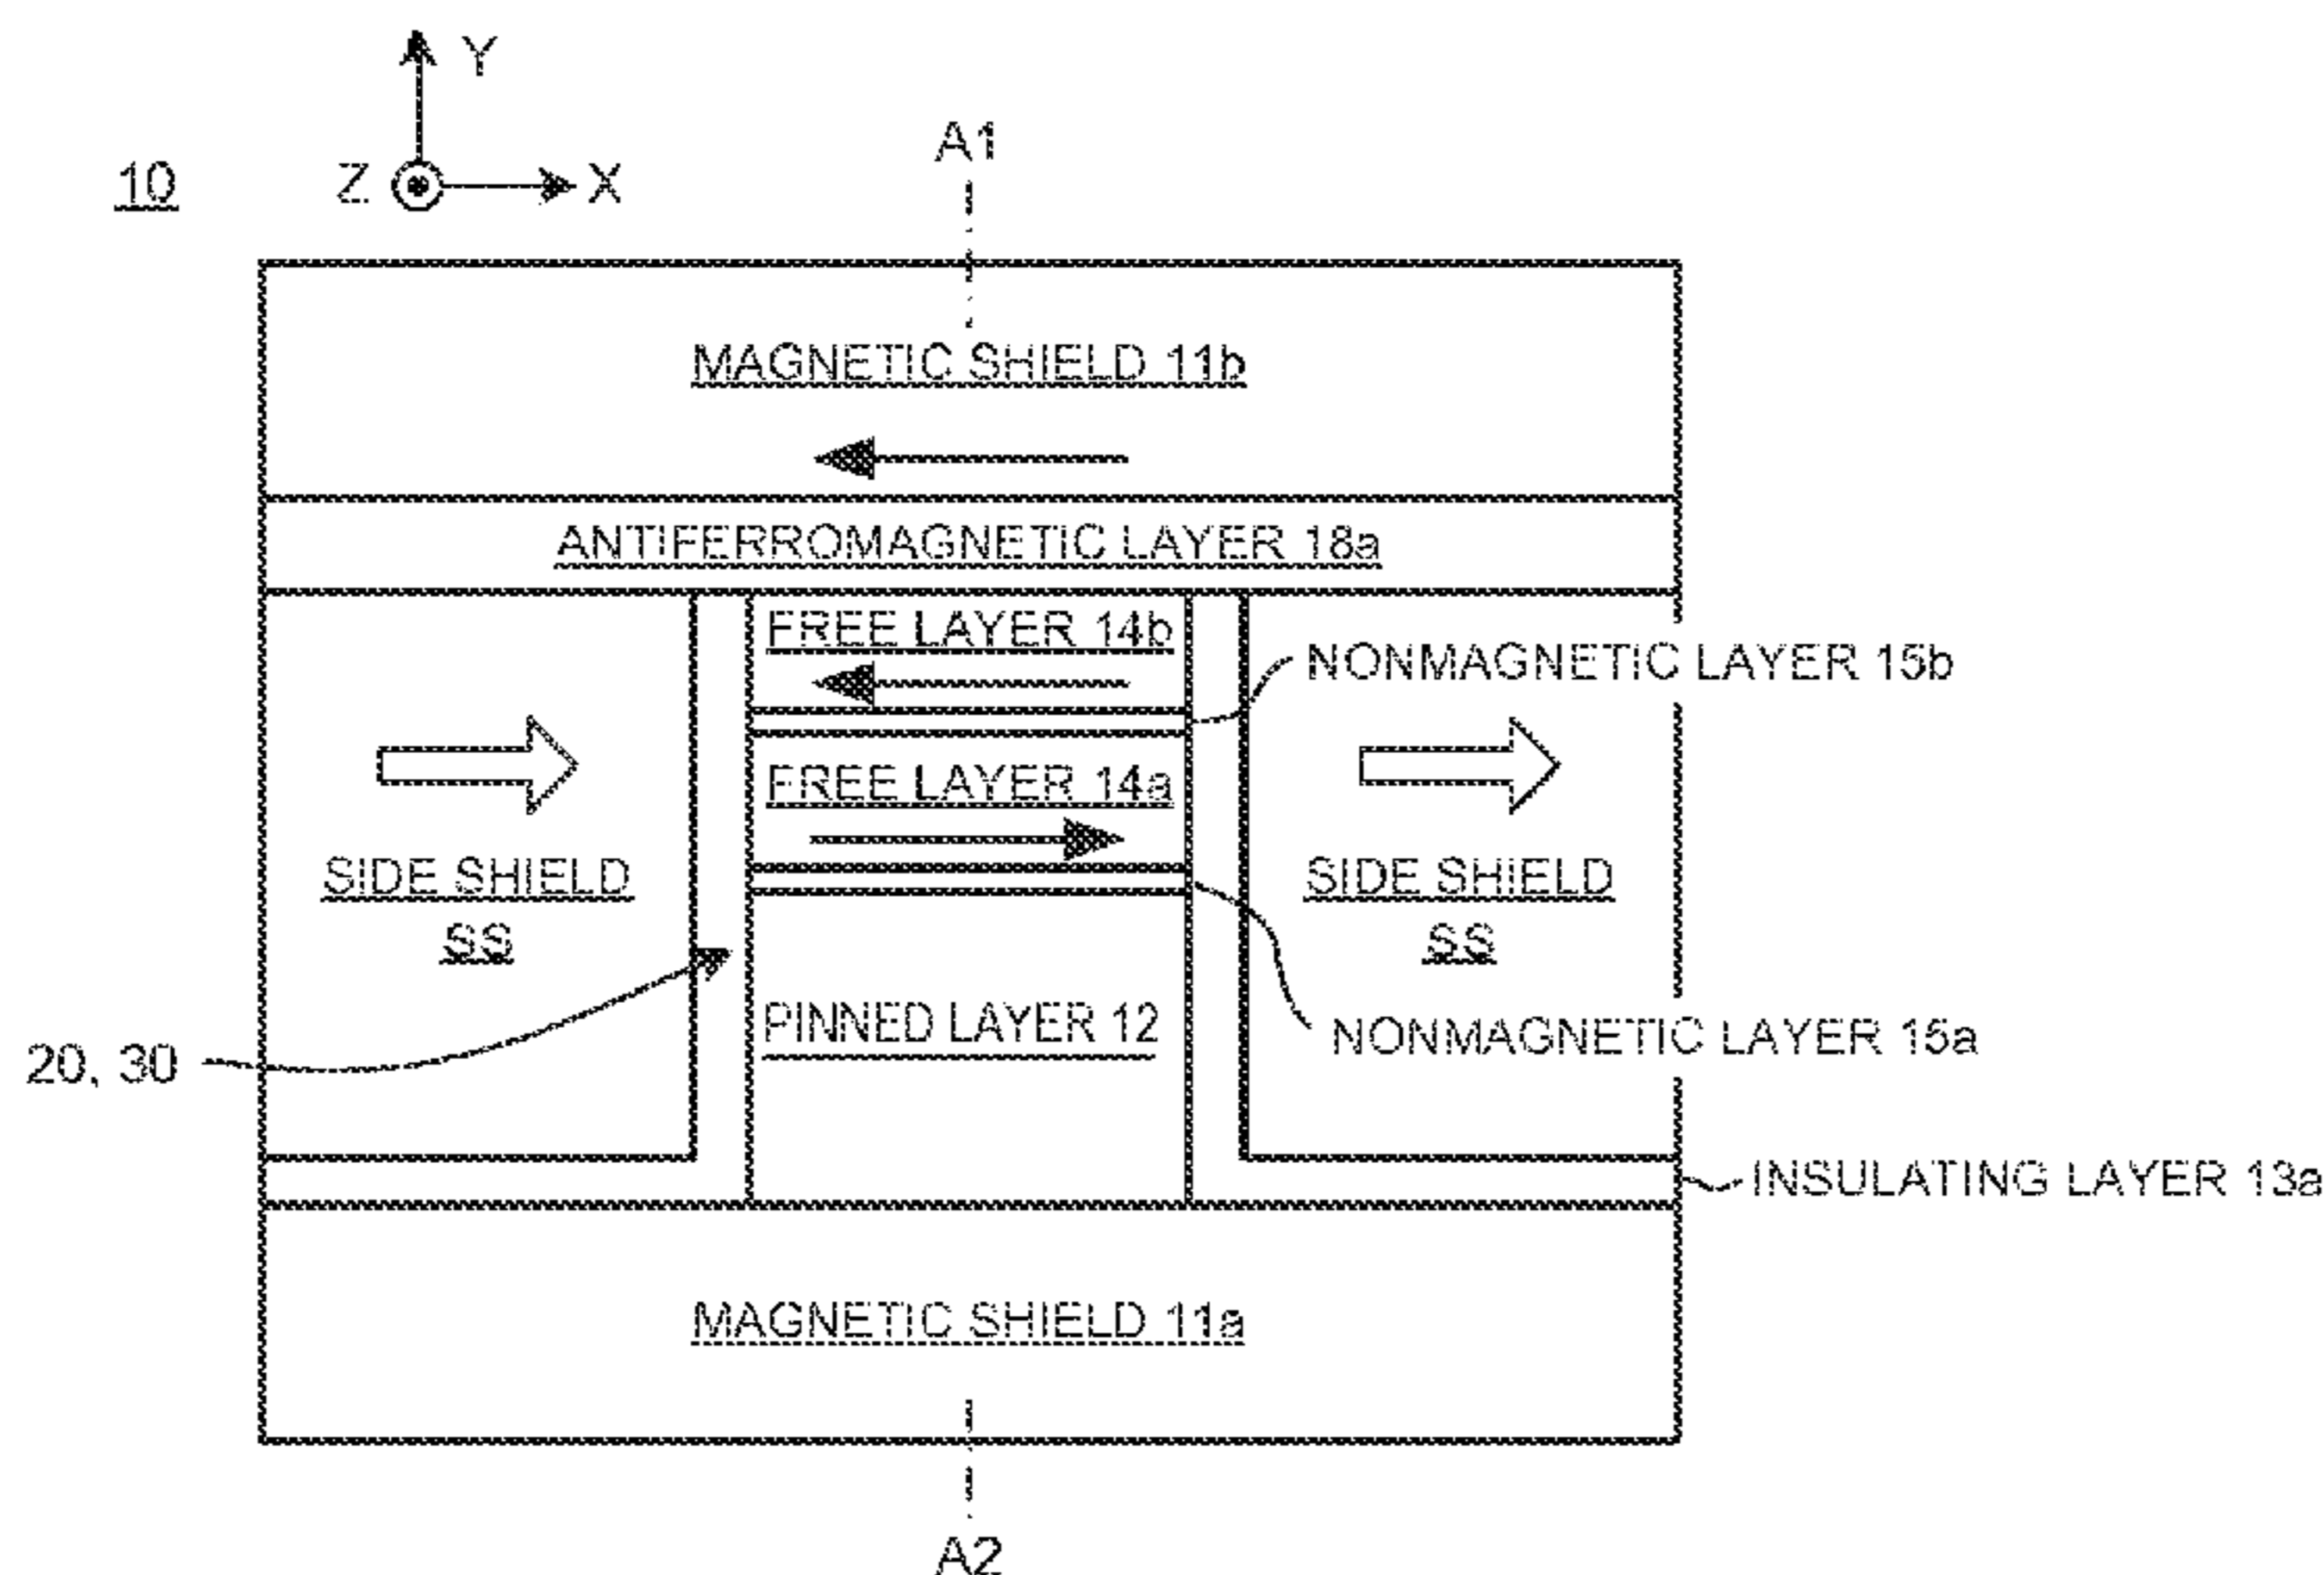 Y
10
Z
X
A1
MAGNETIC SHIELD 11b
ANTIFERROMAGNETIC LAYER 18a
FREE LAYER 14b
NONMAGNETIC LAYER 15b
FREE LAYER 14a
SIDE SHIELD
SS
SIDE SHIELD
SS
PINNED LAYER 12
NONMAGNETIC LAYER 15a
20, 30
INSULATING LAYER 13a
MAGNETIC SHIELD 11a
A2